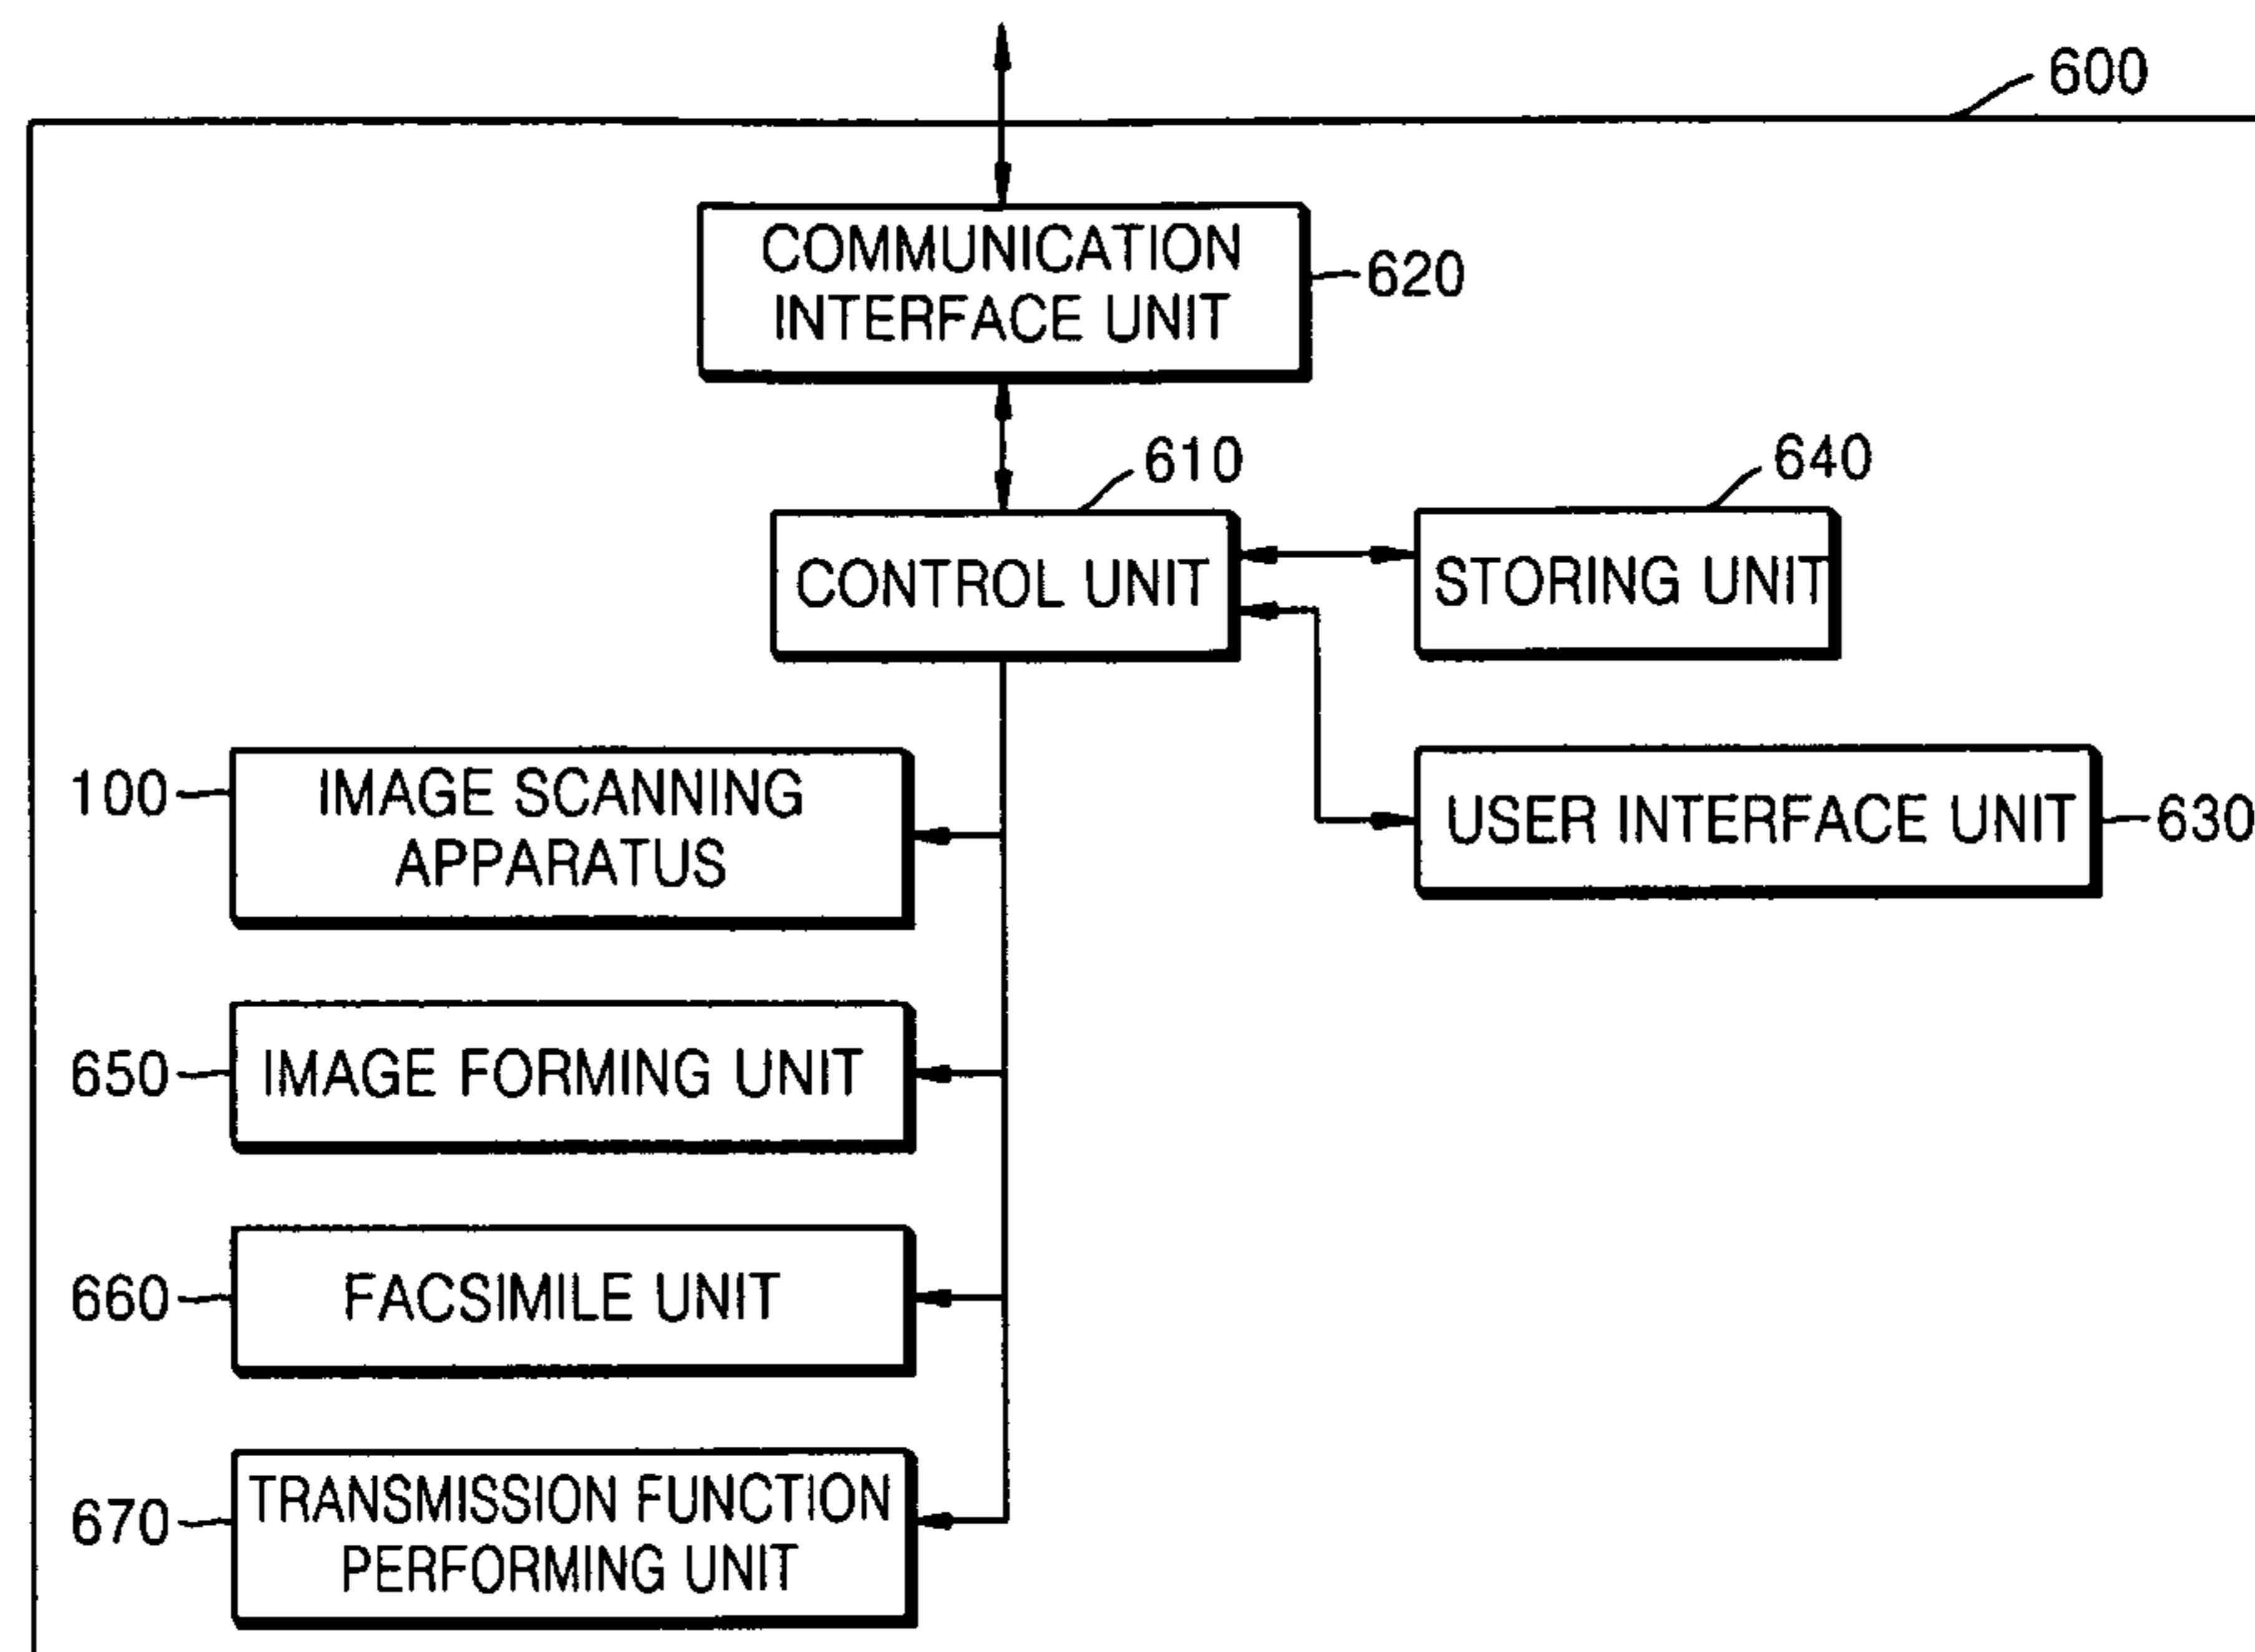 600
COMMUNICATION
INTERFACE UNIT
620
610
640
CONTROL UNIT
STORING UNIT
100
IMAGE SCANNING
APPARATUS
USER INTERFACE UNIT
630
650
IMAGE FORMING UNIT
660
FACSIMILE UNIT
670
TRANSMISSION FUNCTION
PERFORMING UNIT